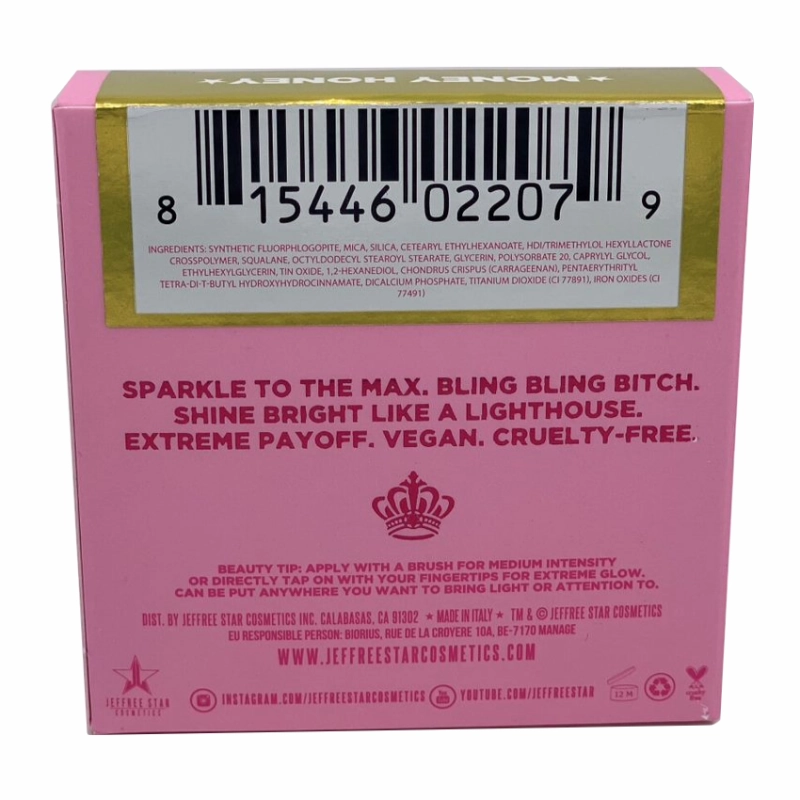 ★ MONEY HONEY ★
8 15446 02207 9
INGREDIENTS: SYNTHETIC FLUORPHLOGOPITE, MICA, SILICA, CETEARYL ETHYLHEXANOATE, HDI/TRIMETHYLOL HEXYLLACTONE
CROSSPOLYMER, SQUALANE, OCTYLDODECYL STEAROYL STEARATE, GLYCERIN, POLYSORBATE 20, CAPRYLYL GLYCOL,
ETHYLHEXYLGLYCERIN, TIN OXIDE, 1,2-HEXANEDIOL, CHONDRUS CRISPUS (CARRAGEENAN), PENTAERYTHRITYL
TETRA-DI-T-BUTYL HYDROXYHYDROCINNAMATE, DICALCIUM PHOSPHATE, TITANIUM DIOXIDE (CI 77891), IRON OXIDES (CI
77491)
SPARKLE TO THE MAX. BLING BLING BITCH.
SHINE BRIGHT LIKE A LIGHTHOUSE.
EXTREME PAYOFF. VEGAN. CRUELTY-FREE.
BEAUTY TIP: APPLY WITH A BRUSH FOR MEDIUM INTENSITY
OR DIRECTLY TAP ON WITH YOUR FINGERTIPS FOR EXTREME GLOW.
CAN BE PUT ANYWHERE YOU WANT TO BRING LIGHT OR ATTENTION TO.
DIST. BY JEFFREE STAR COSMETICS INC. CALABASAS, CA 91302 ★ MADE IN ITALY ★ TM & © JEFFREE STAR COSMETICS
EU RESPONSIBLE PERSON: BIORIUS, RUE DE LA CROYERE 10A, BE-7170 MANAGE
WWW.JEFFREESTARCOSMETICS.COM
JEFFREE STAR
COSMETICS
INSTAGRAM.COM/JEFFREESTARCOSMETICS
You
Tube
YOUTUBE.COM/JEFFREESTAR
12 M
cruelty
free